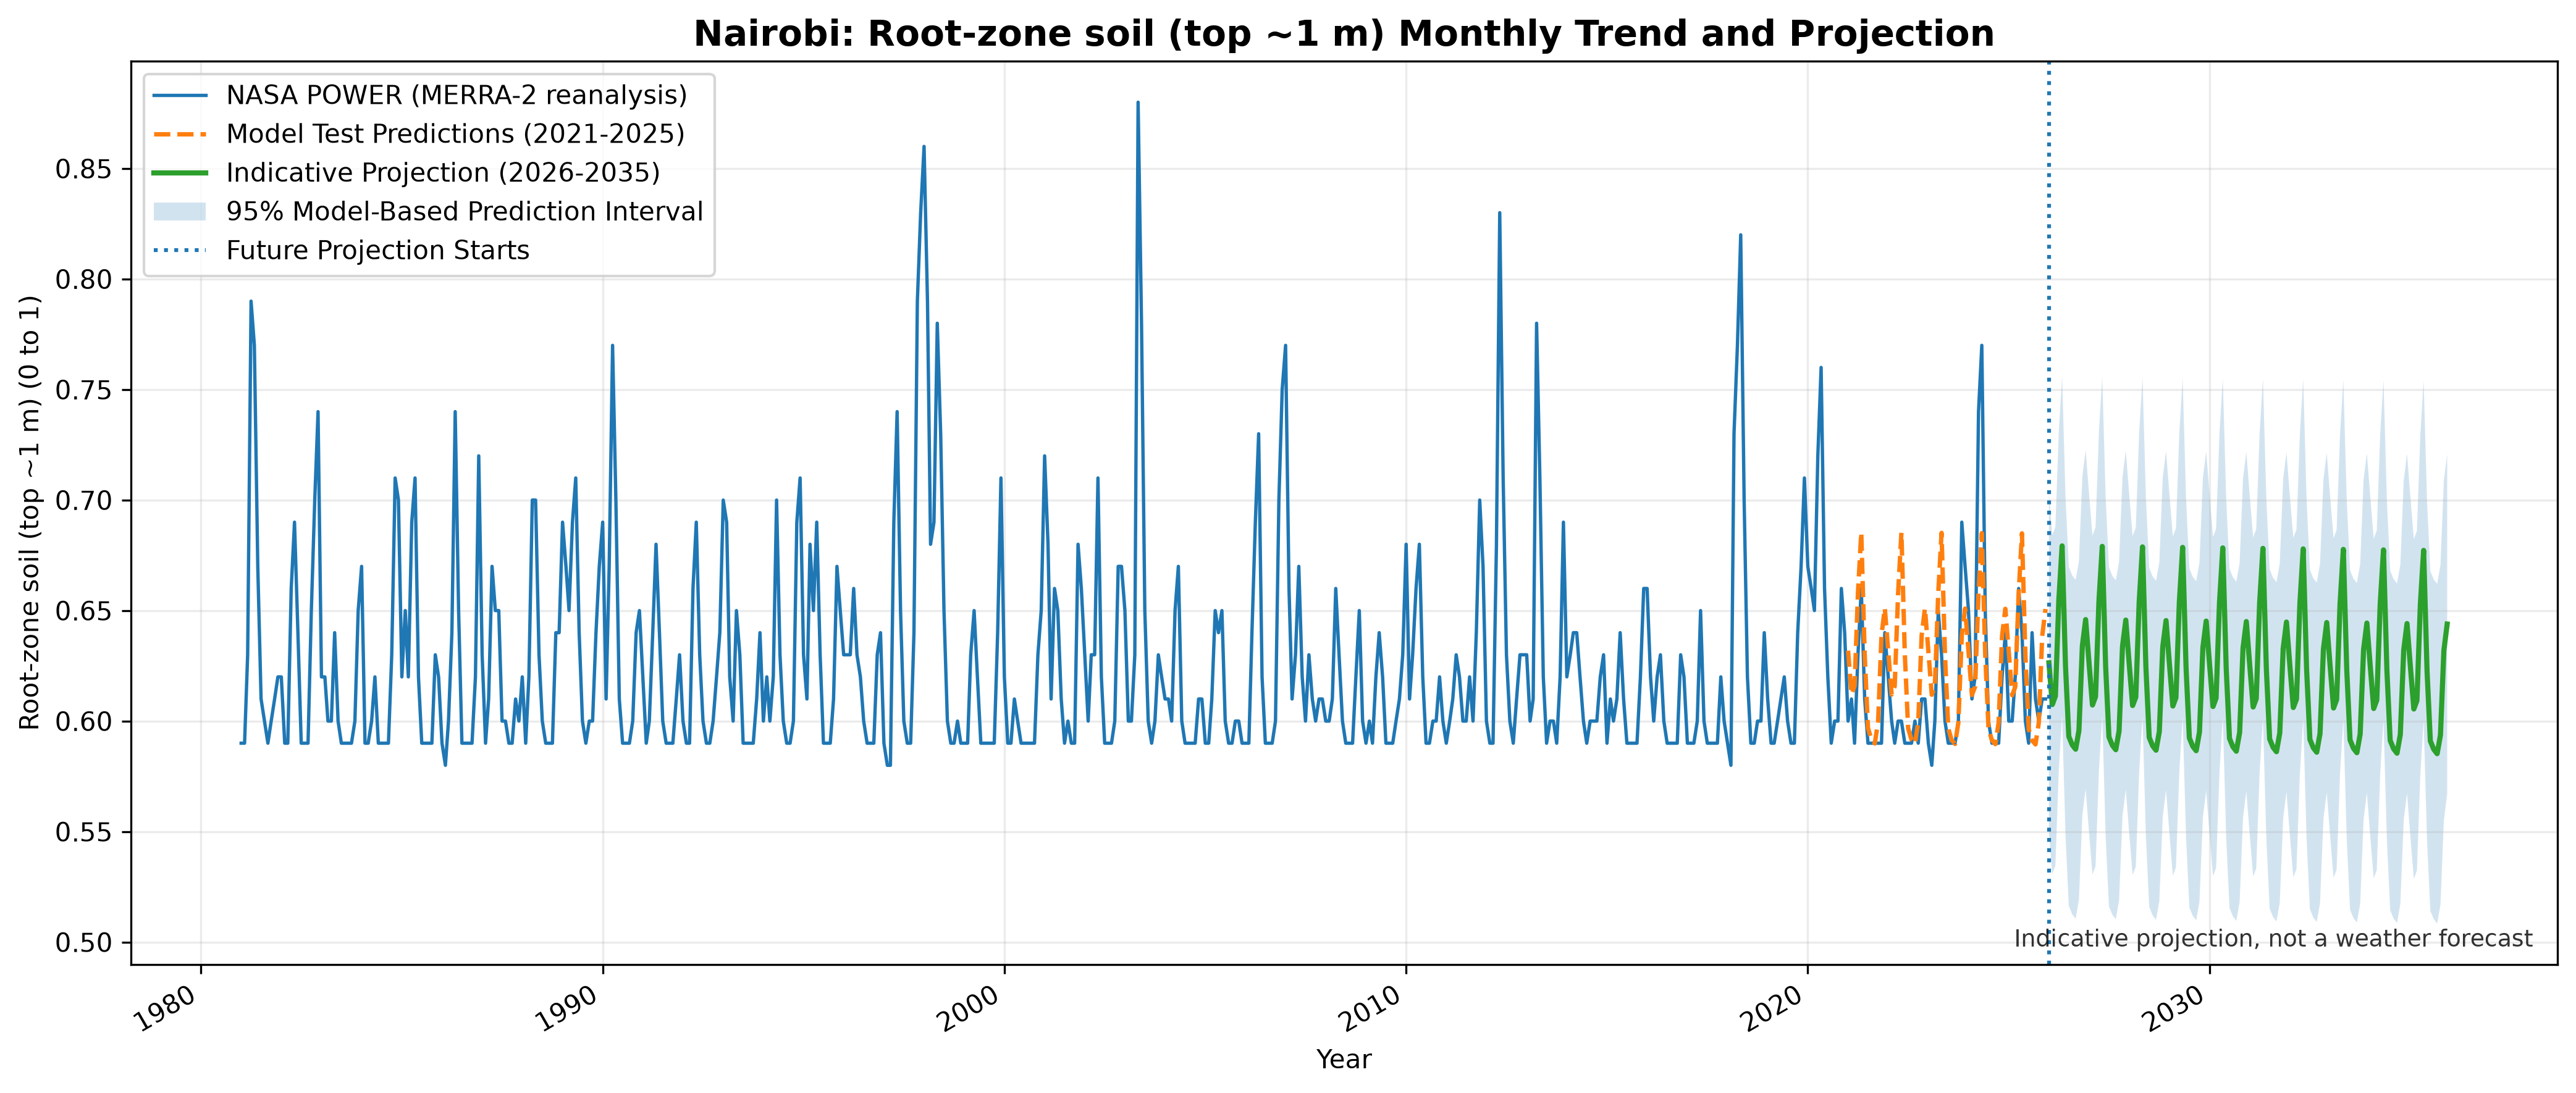 Nairobi: Root-zone soil (top ~1 m) Monthly Trend and Projection
NASA POWER (MERRA-2 reanalysis)
Model Test Predictions (2021-2025)
Indicative Projection (2026-2035)
95% Model-Based Prediction Interval
Future Projection Starts
Root-zone soil (top ~1 m) (0 to 1)
0.85
0.80
0.75
0.70
0.65
0.60
0.55
0.50
Indicative projection, not a weather forecast
1980
1990
2000
2010
2020
2030
Year